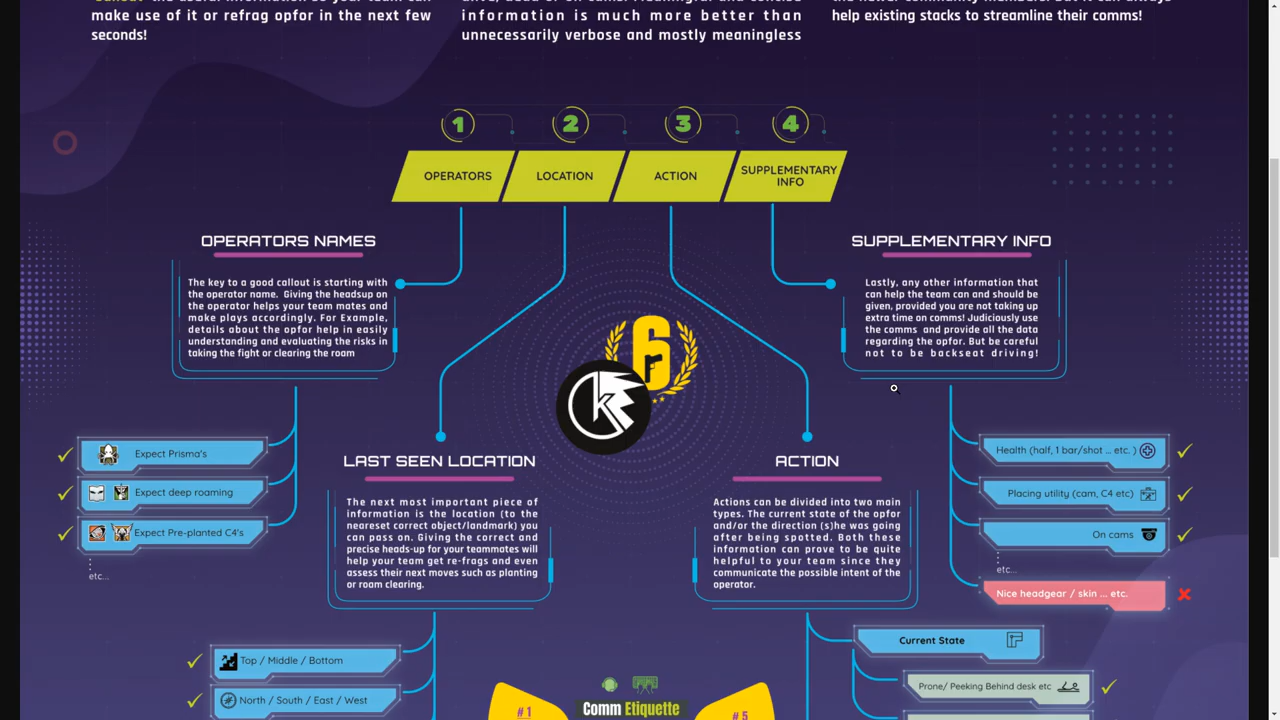 make use of it or refrag opfor in the next few
seconds!
information is much more better than
unnecessarily verbose and mostly meaningless
help existing stacks to streamline their comms!
1
2
3
4
OPERATORS
LOCATION
ACTION
SUPPLEMENTARY
INFO
OPERATORS NAMES
The key to a good callout is starting with
the operator name. Giving the headsup on
the operator helps your team mates and
make plays accordingly. For Example,
details about the opfor help in easily
understanding and evaluating the risks in
taking the fight or clearing the roam
SUPPLEMENTARY INFO
Lastly, any other information that
can help the team can and should be
given, provided you are not taking up
extra time on comms! Judiciously use
the comms and provide all the data
regarding the opfor. But be careful
not to be backseat driving!
6
k
Expect Prisma's
Expect deep roaming
Expect Pre-planted C4's
etc...
LAST SEEN LOCATION
The next most important piece of
information is the location (to the
neareset correct object/landmark) you
can pass on. Giving the correct and
precise heads-up for your teammates will
help your team get re-frags and even
assess their next moves such as planting
or roam clearing.
ACTION
Actions can be divided into two main
types. The current state of the opfor
and/or the direction (s)he was going
after being spotted. Both these
information can prove to be quite
helpful to your team since they
communicate the possible intent of the
operator.
Health (half, 1 bar/shot ... etc. )
Placing utility (cam, C4 etc)
On cams
etc...
Nice headgear / skin ... etc.
Top / Middle / Bottom
North / South / East / West
Current State
Prone/ Peeking Behind desk etc
Comm Etiquette
#1
#5